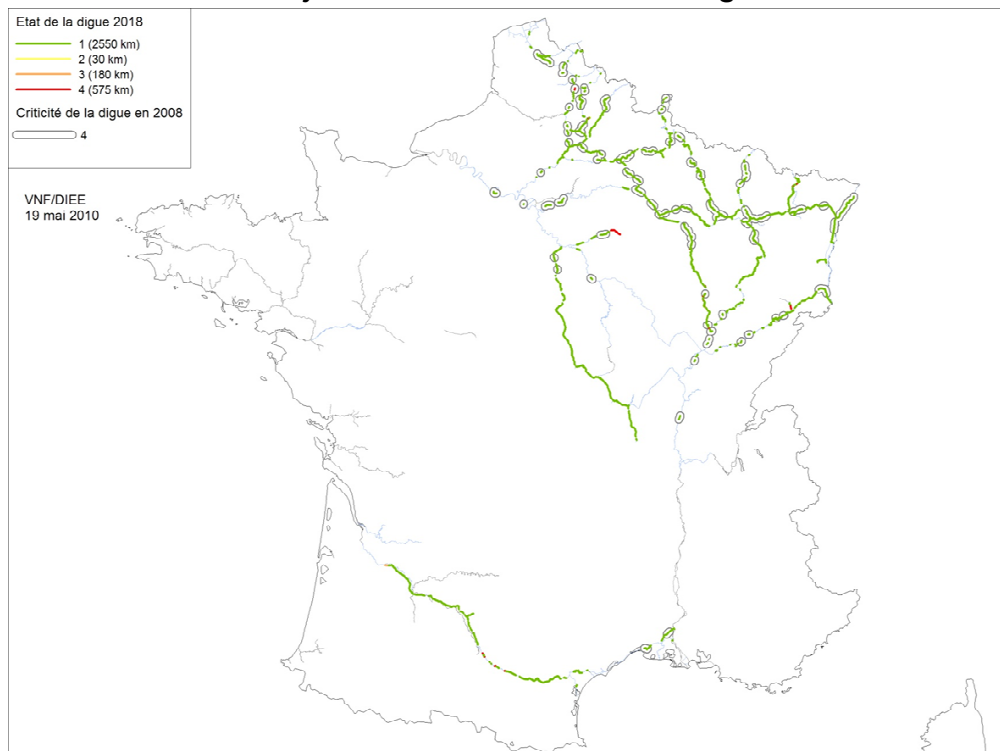 Etat de la digue 2018
1 (2550 km)
2 (30 km)
3 (180 km)
4 (575 km)
Criticité de la digue en 2008
4
VNF/DIEE
19 mai 2010